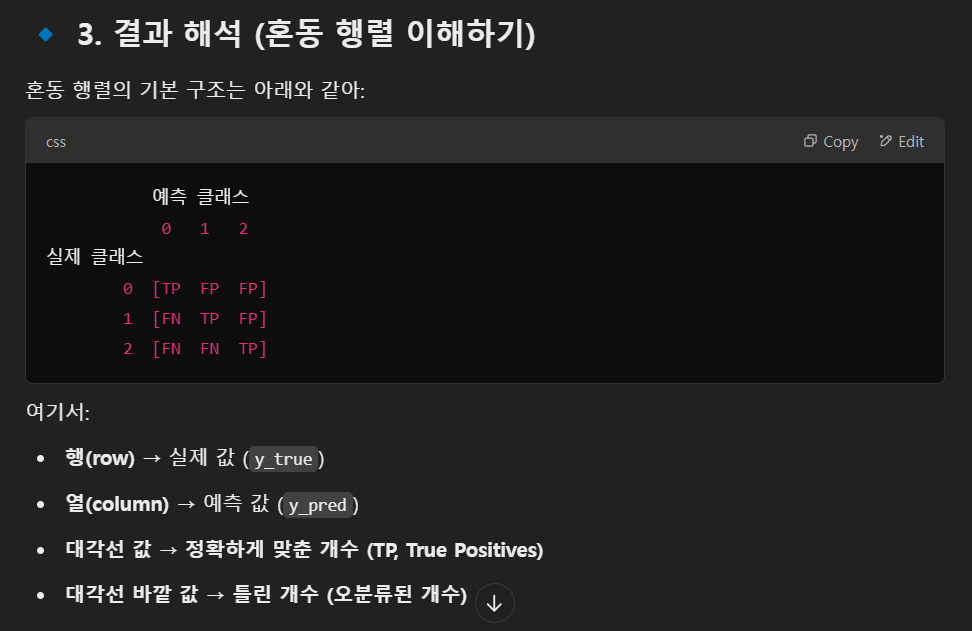 3. 결과 해석 (혼동 행렬 이해하기)
혼동 행렬의 기본 구조는 아래와 같아:
css Copy Edit
예측 클래스
0 1 2
실제 클래스
0 [TP FP FP]
1 [FN TP FP]
2 [FN FN TP]
여기서:
• 행(row) → 실제 값 (y_true)
• 열(column) → 예측 값 (y_pred)
• 대각선 값 → 정확하게 맞춘 개수 (TP, True Positives)
• 대각선 바깥 값 → 틀린 개수 (오분류된 개수)